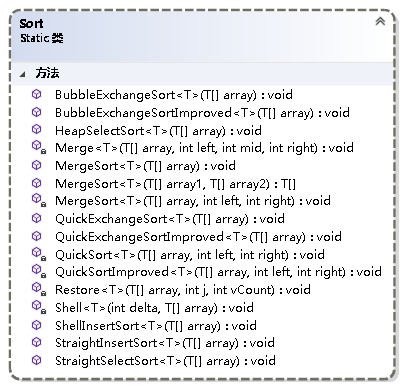 Sort
Static 类
方法
BubbleExchangeSort<T>(T[] array) : void
BubbleExchangeSortImproved<T>(T[] array) : void
HeapSelectSort<T>(T[] array) : void
Merge<T>(T[] array, int left, int mid, int right) : void
MergeSort<T>(T[] array) : void
MergeSort<T>(T[] array1, T[] array2) : T[]
MergeSort<T>(T[] array, int left, int right) : void
QuickExchangeSort<T>(T[] array) : void
QuickExchangeSortImproved<T>(T[] array) : void
QuickSort<T>(T[] array, int left, int right) : void
QuickSortImproved<T>(T[] array, int left, int right) : void
Restore<T>(T[] array, int j, int vCount) : void
Shell<T>(int delta, T[] array) : void
ShellInsertSort<T>(T[] array) : void
StraightInsertSort<T>(T[] array) : void
StraightSelectSort<T>(T[] array) : void